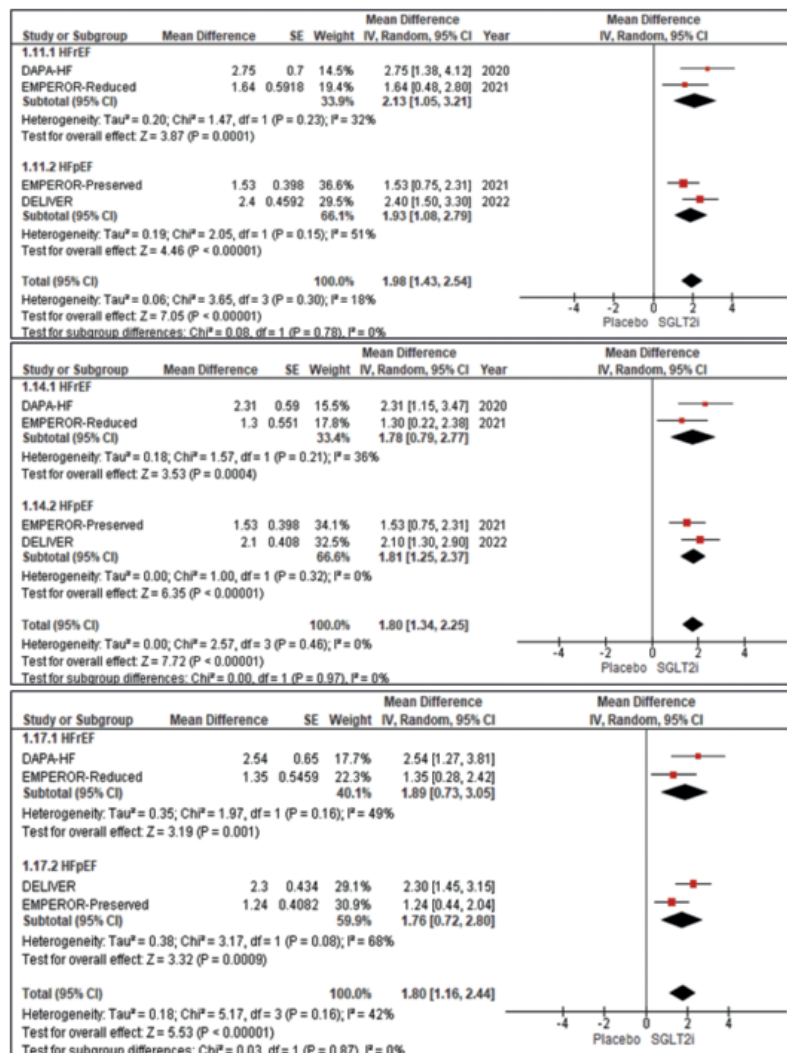 Mean Difference Mean Difference
Study or Subgroup Mean Difference SE Weight IV, Random, 95% CI Year IV, Random, 95% CI
1.11.1 HFrEF
DAPA-HF 2.75 0.7 14.5% 2.75 [1.38, 4.12] 2020
EMPEROR-Reduced 1.64 0.5918 19.4% 1.64 [0.48, 2.80] 2021
Subtotal (95% CI) 33.9% 2.13 [1.05, 3.21]
Heterogeneity: Tau² = 0.20; Chi² = 1.47, df = 1 (P = 0.23); I² = 32%
Test for overall effect: Z = 3.87 (P = 0.0001)
1.11.2 HFpEF
EMPEROR-Preserved 1.53 0.398 36.6% 1.53 [0.75, 2.31] 2021
DELIVER 2.4 0.4592 29.5% 2.40 [1.50, 3.30] 2022
Subtotal (95% CI) 66.1% 1.93 [1.08, 2.79]
Heterogeneity: Tau² = 0.19; Chi² = 2.05, df = 1 (P = 0.15); I² = 51%
Test for overall effect: Z = 4.46 (P < 0.00001)
Total (95% CI) 100.0% 1.98 [1.43, 2.54]
Heterogeneity: Tau² = 0.06; Chi² = 3.65, df = 3 (P = 0.30); I² = 18%
Test for overall effect: Z = 7.05 (P < 0.00001)
Test for subgroup differences: Chi² = 0.08, df = 1 (P = 0.78), I² = 0%
-4 -2 0 2 4
Placebo SGLT2i
Mean Difference Mean Difference
Study or Subgroup Mean Difference SE Weight IV, Random, 95% CI Year IV, Random, 95% CI
1.14.1 HFrEF
DAPA-HF 2.31 0.59 15.5% 2.31 [1.15, 3.47] 2020
EMPEROR-Reduced 1.3 0.551 17.8% 1.30 [0.22, 2.38] 2021
Subtotal (95% CI) 33.4% 1.78 [0.79, 2.77]
Heterogeneity: Tau² = 0.18; Chi² = 1.57, df = 1 (P = 0.21); I² = 36%
Test for overall effect: Z = 3.53 (P = 0.0004)
1.14.2 HFpEF
EMPEROR-Preserved 1.53 0.398 34.1% 1.53 [0.75, 2.31] 2021
DELIVER 2.1 0.408 32.5% 2.10 [1.30, 2.90] 2022
Subtotal (95% CI) 66.6% 1.81 [1.25, 2.37]
Heterogeneity: Tau² = 0.00; Chi² = 1.00, df = 1 (P = 0.32); I² = 0%
Test for overall effect: Z = 6.35 (P < 0.00001)
Total (95% CI) 100.0% 1.80 [1.34, 2.25]
Heterogeneity: Tau² = 0.00; Chi² = 2.57, df = 3 (P = 0.46); I² = 0%
Test for overall effect: Z = 7.72 (P < 0.00001)
Test for subgroup differences: Chi² = 0.00, df = 1 (P = 0.97), I² = 0%
-4 -2 0 2 4
Placebo SGLT2i
Mean Difference Mean Difference
Study or Subgroup Mean Difference SE Weight IV, Random, 95% CI IV, Random, 95% CI
1.17.1 HFrEF
DAPA-HF 2.54 0.65 17.7% 2.54 [1.27, 3.81]
EMPEROR-Reduced 1.35 0.5459 22.3% 1.35 [0.28, 2.42]
Subtotal (95% CI) 40.1% 1.89 [0.73, 3.05]
Heterogeneity: Tau² = 0.35; Chi² = 1.97, df = 1 (P = 0.16); I² = 49%
Test for overall effect: Z = 3.19 (P = 0.001)
1.17.2 HFpEF
DELIVER 2.3 0.434 29.1% 2.30 [1.45, 3.15]
EMPEROR-Preserved 1.24 0.4082 30.9% 1.24 [0.44, 2.04]
Subtotal (95% CI) 59.9% 1.76 [0.72, 2.80]
Heterogeneity: Tau² = 0.38; Chi² = 3.17, df = 1 (P = 0.08); I² = 68%
Test for overall effect: Z = 3.32 (P = 0.0009)
Total (95% CI) 100.0% 1.80 [1.16, 2.44]
Heterogeneity: Tau² = 0.18; Chi² = 5.17, df = 3 (P = 0.16); I² = 42%
Test for overall effect: Z = 5.53 (P < 0.00001)
Test for subgroup differences: Chi² = 0.03, df = 1 (P = 0.87), I² = 0%
-4 -2 0 2 4
Placebo SGLT2i